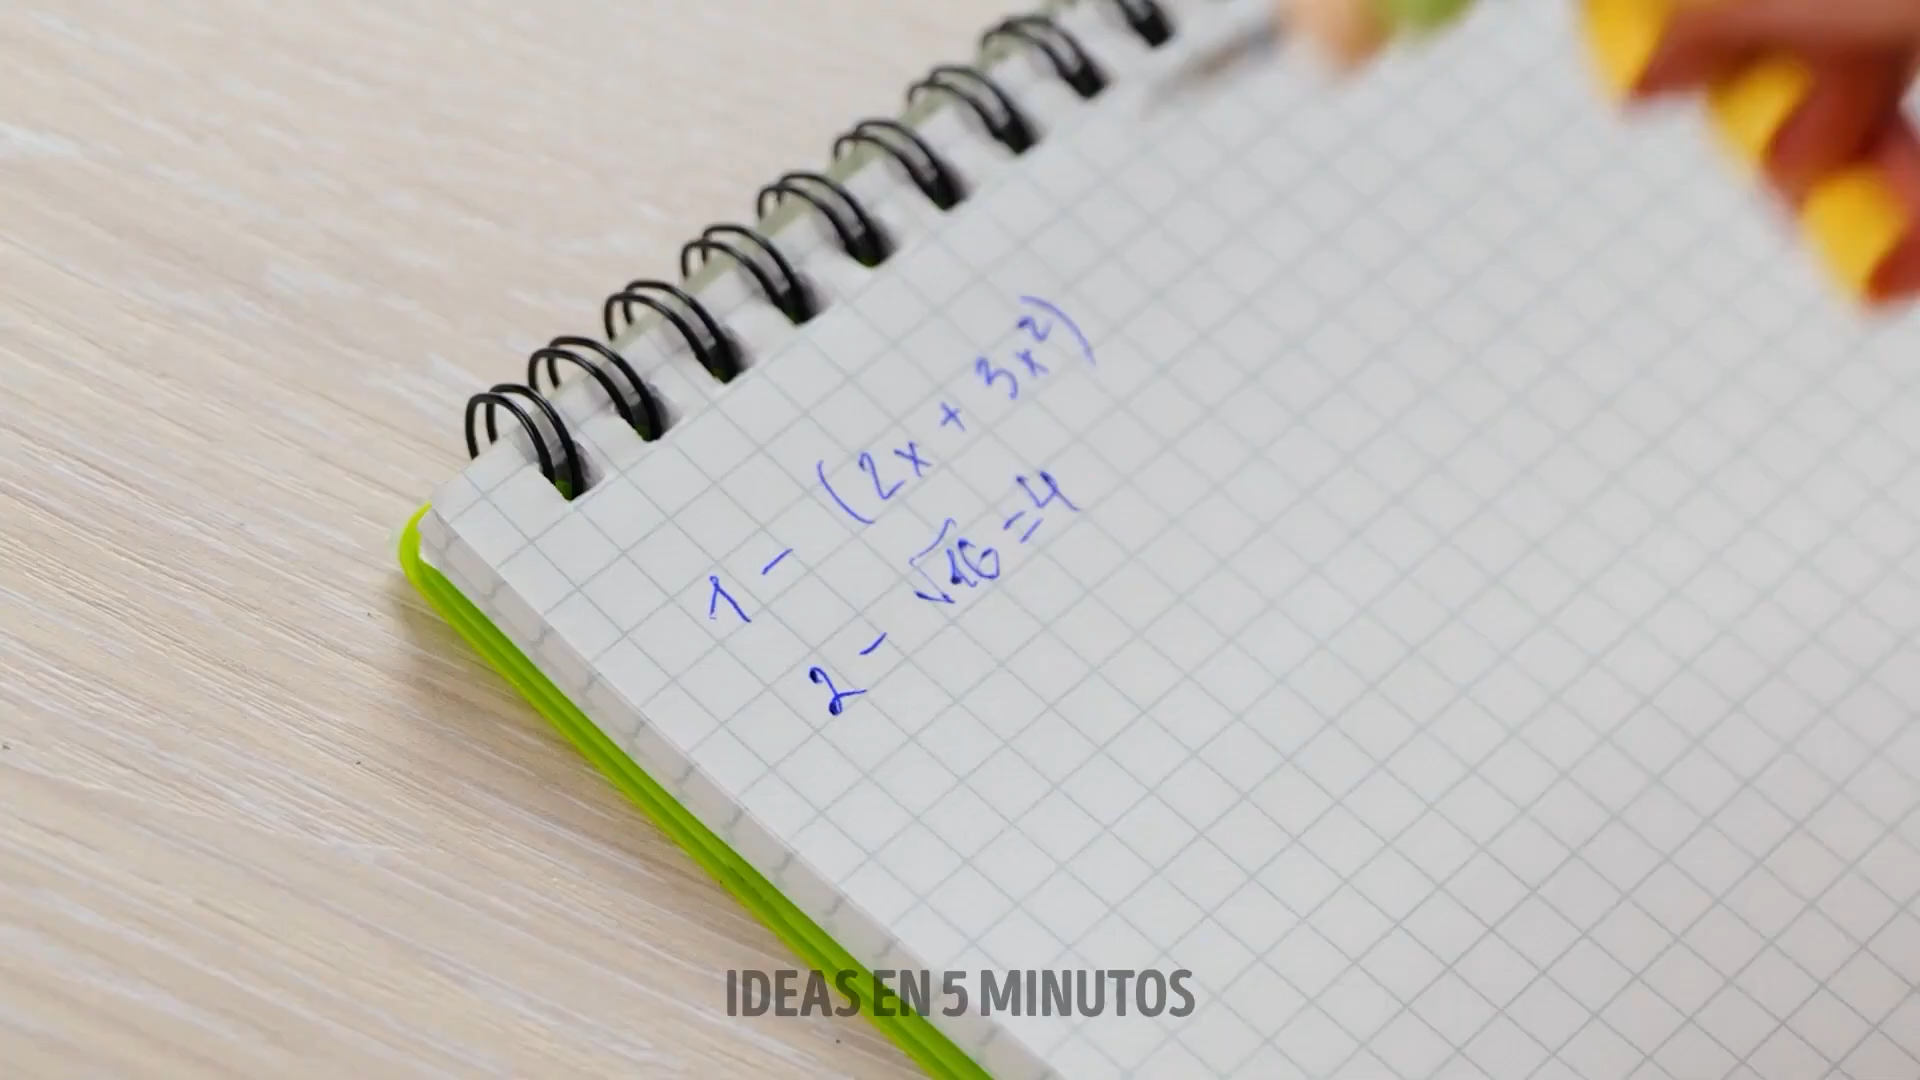 1 - (2x + 3x²)
2 - √16 = 4
IDEAS EN 5 MINUTOS